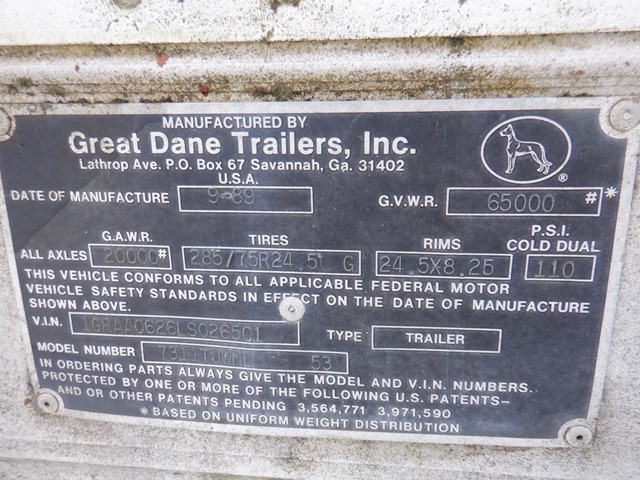 MANUFACTURED BY
Great Dane Trailers, Inc.
Lathrop Ave. P.O. Box 67 Savannah, Ga. 31402
U.S.A.
DATE OF MANUFACTURE 9-89 G.V.W.R. 65000 # *
G.A.W.R. TIRES RIMS P.S.I. COLD DUAL
ALL AXLES 20000# 285/75R24.5 G 24.5X8.25 110
THIS VEHICLE CONFORMS TO ALL APPLICABLE FEDERAL MOTOR
VEHICLE SAFETY STANDARDS IN EFFECT ON THE DATE OF MANUFACTURE
SHOWN ABOVE.
V.I.N. 1GRAA0626LS026501 TYPE TRAILER
MODEL NUMBER 53
IN ORDERING PARTS ALWAYS GIVE THE MODEL AND V.I.N. NUMBERS.
PROTECTED BY ONE OR MORE OF THE FOLLOWING U.S. PATENTS—
AND OR OTHER PATENTS PENDING 3,564,771 3,971,590
*BASED ON UNIFORM WEIGHT DISTRIBUTION